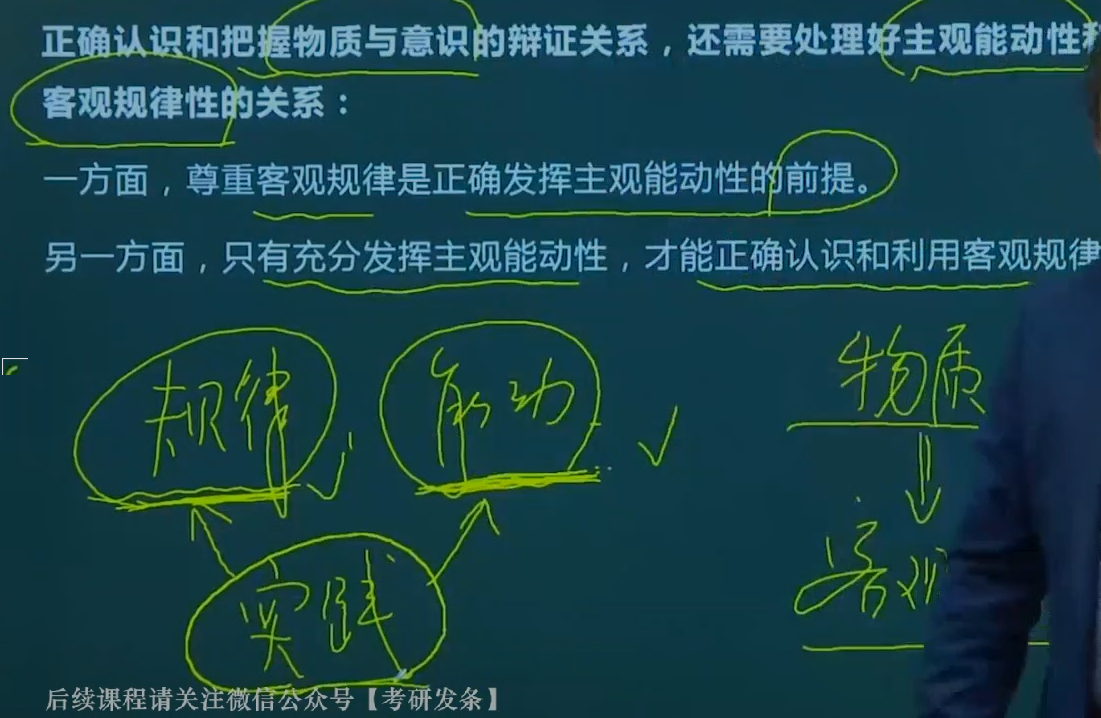 正确认识和把握物质与意识的辩证关系，还需要处理好主观能动性和
客观规律性的关系：
一方面，尊重客观规律是正确发挥主观能动性的前提。
另一方面，只有充分发挥主观能动性，才能正确认识和利用客观规律
规律
能动
物质
实践
客观
后续课程请关注微信公众号【考研发条】